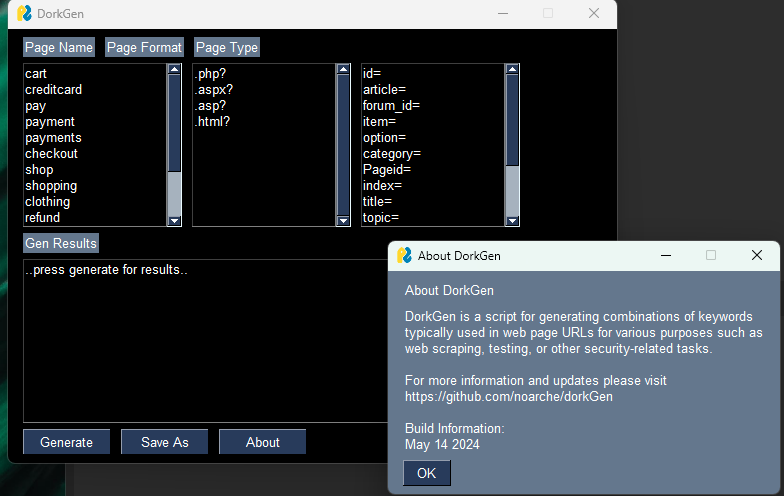 DorkGen
Page Name Page Format Page Type
cart
creditcard
pay
payment
payments
checkout
shop
shopping
clothing
refund
.php?
.aspx?
.asp?
.html?
id=
article=
forum_id=
item=
option=
category=
Pageid=
index=
title=
topic=
Gen Results
..press generate for results..
Generate Save As About
About DorkGen
About DorkGen
DorkGen is a script for generating combinations of keywords
typically used in web page URLs for various purposes such as
web scraping, testing, or other security-related tasks.
For more information and updates please visit
https://github.com/noarche/dorkGen
Build Information:
May 14 2024
OK